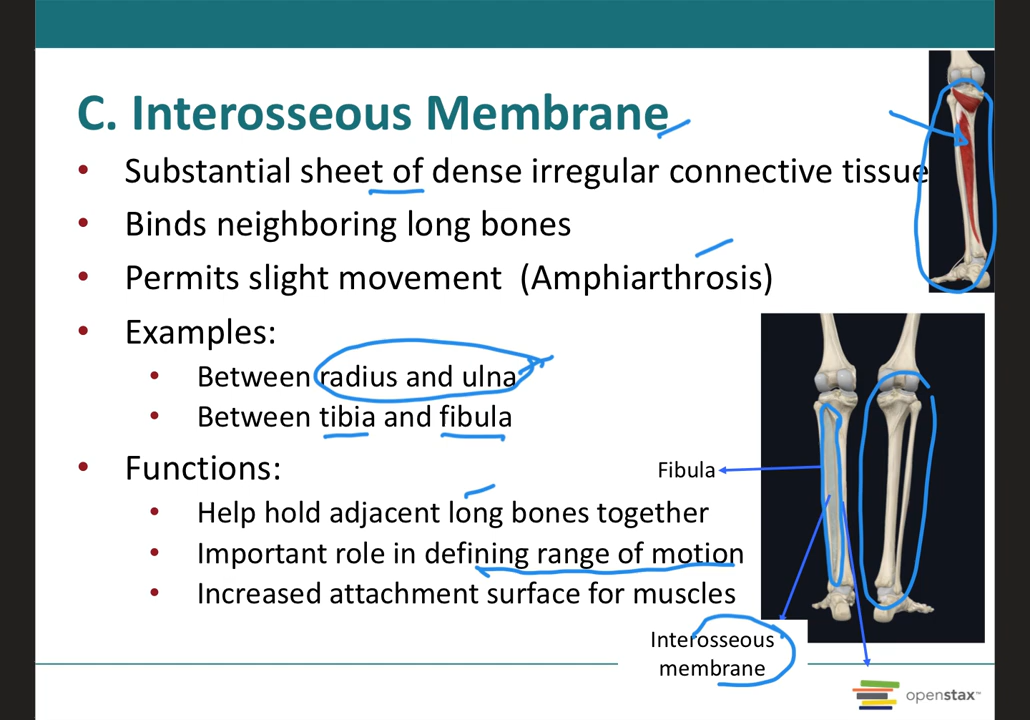 C. Interosseous Membrane
• Substantial sheet of dense irregular connective tissue
• Binds neighboring long bones
• Permits slight movement (Amphiarthrosis)
• Examples:
• Between radius and ulna
• Between tibia and fibula
• Functions:
• Help hold adjacent long bones together
• Important role in defining range of motion
• Increased attachment surface for muscles
Fibula
Interosseous
membrane
openstax™